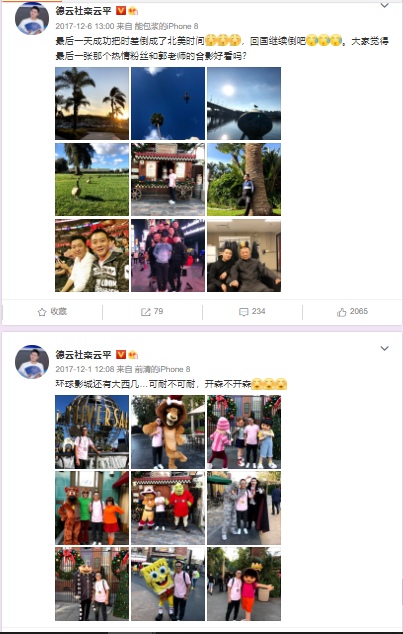 德云社栾云平
2017-12-6 13:00 来自 能包浆的iPhone 8
最后一天成功把时差倒成了北美时间😳😳😳，回国继续倒吧😳😳😳。大家觉得
最后一张那个热情粉丝和郭老师的合影好看吗？
收藏
79
234
2065
德云社栾云平
2017-12-1 12:08 来自 前清的iPhone 8
环球影城还有大西几…可耐不可耐，开森不开森
UNIVERSAL